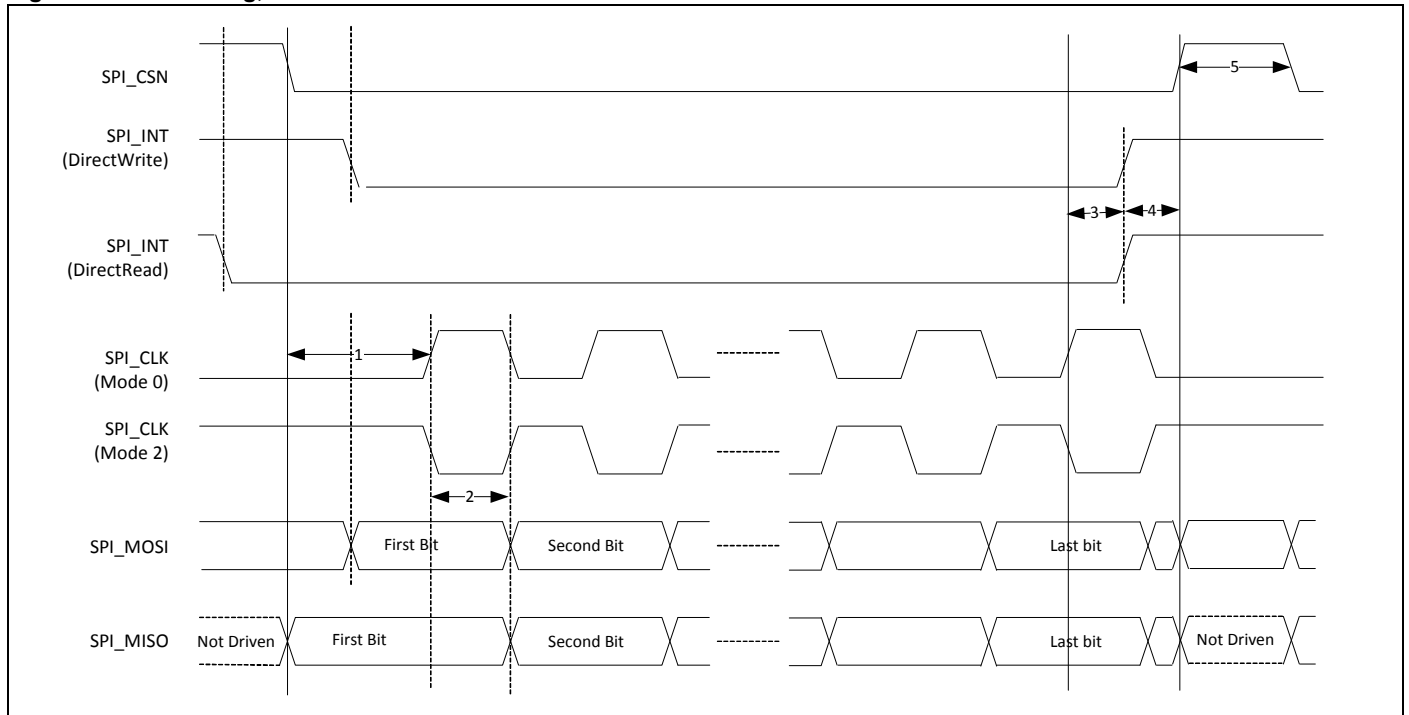 SPI_CSN
5
SPI_INT
(DirectWrite)
3 4
SPI_INT
(DirectRead)
1
SPI_CLK
(Mode 0)
SPI_CLK
(Mode 2)
2
SPI_MOSI First Bit Second Bit Last bit
SPI_MISO Not Driven First Bit Second Bit Last bit Not Driven